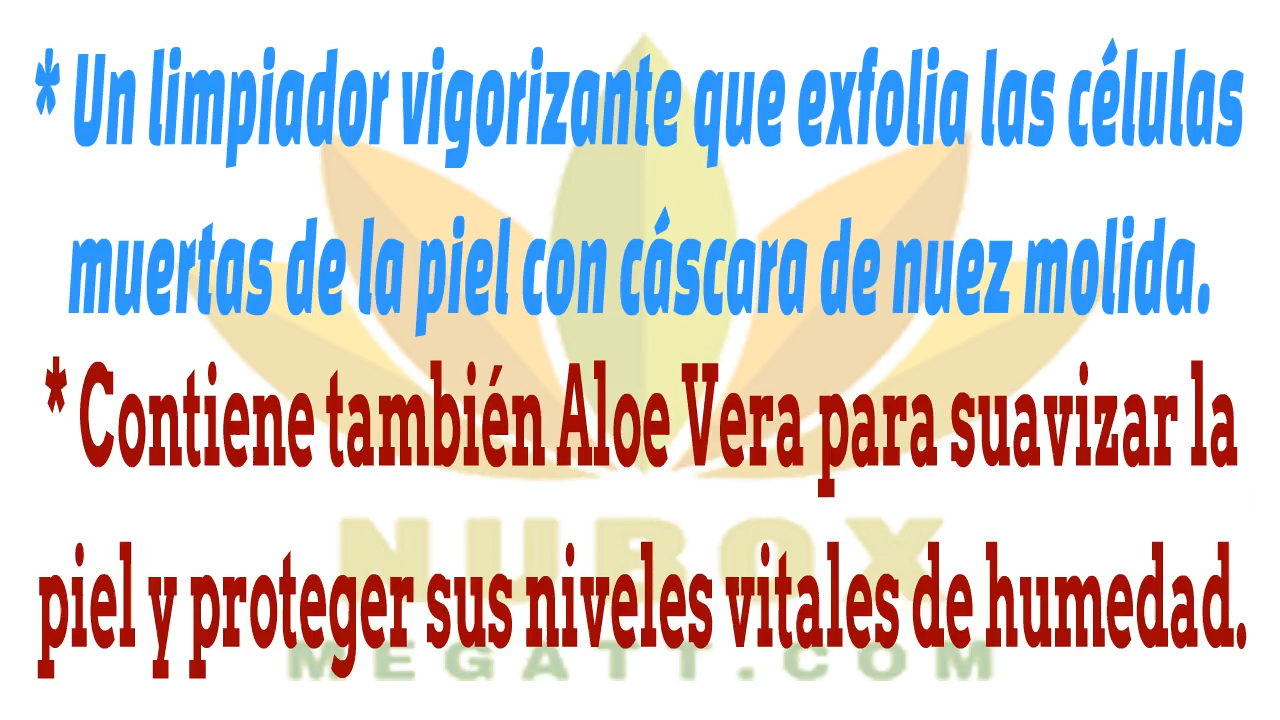 * Un limpiador vigorizante que exfolia las células
muertas de la piel con cáscara de nuez molida.
* Contiene también Aloe Vera para suavizar la
piel y proteger sus niveles vitales de humedad.
NUBOX
MEGATT.COM